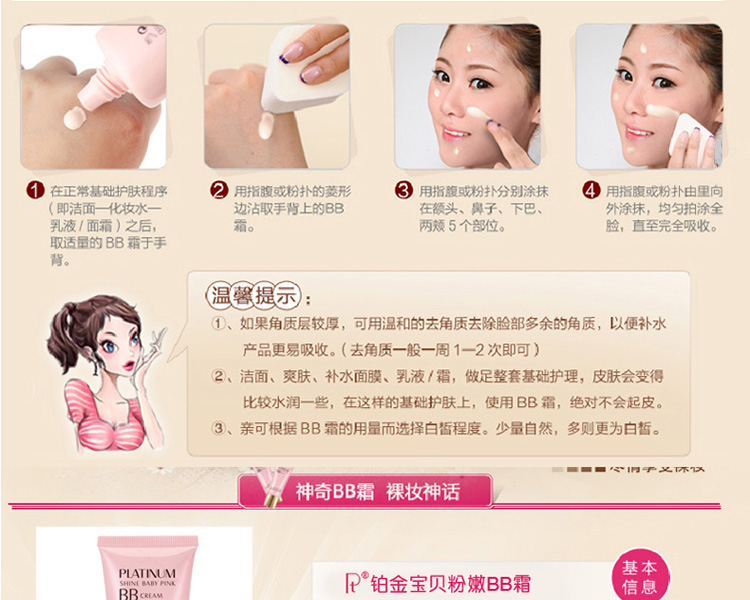 1 在正常基础护肤程序
（即洁面—化妆水—
乳液 / 面霜）之后，
取适量的 BB 霜于手
背。
2 用指腹或粉扑的菱形
边沾取手背上的BB
霜。
3 用指腹或粉扑分别涂抹
在额头、鼻子、下巴、
两颊 5 个部位。
4 用指腹或粉扑由里向
外涂抹，均匀拍涂全
脸，直至完全吸收。
温馨提示：
①、如果角质层较厚，可用温和的去角质去除脸部多余的角质，以便补水
产品更易吸收。（去角质一般一周 1—2 次即可）
②、洁面、爽肤、补水面膜、乳液 / 霜，做足整套基础护理，皮肤会变得
比较水润一些，在这样的基础护肤上，使用 BB 霜，绝对不会起皮。
③、亲可根据 BB 霜的用量而选择白皙程度。少量自然，多则更为白皙。
神奇BB霜 裸妆神话
PLATINUM
SHINE BABY PINK
BB CREAM
® 铂金宝贝粉嫩BB霜
基本
信息